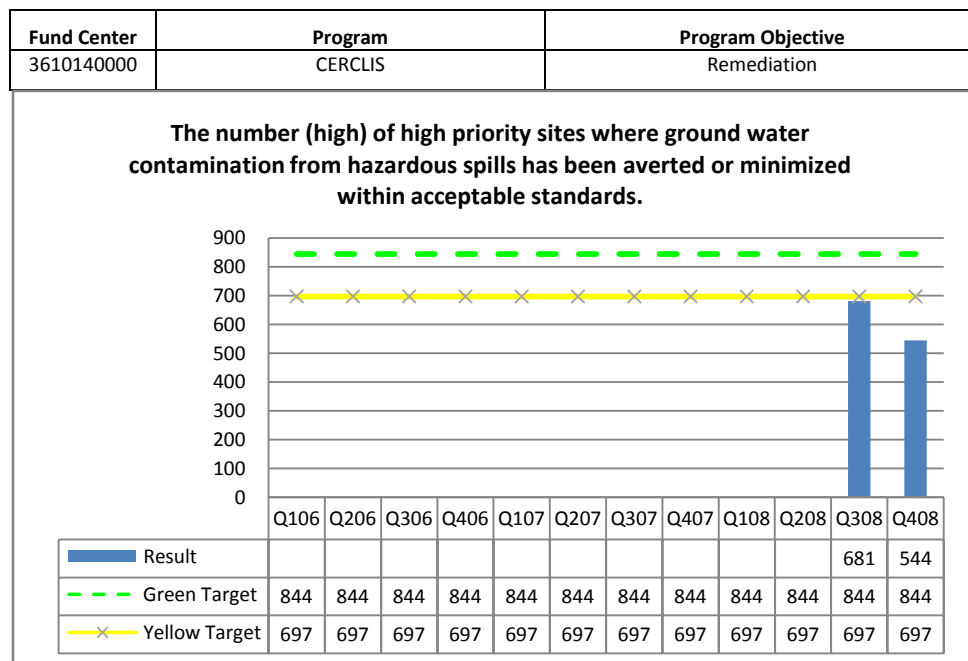 Fund Center Program Program Objective
3610140000 CERCLIS Remediation
The number (high) of high priority sites where ground water
contamination from hazardous spills has been averted or minimized
within acceptable standards.
900
800
700
600
500
400
300
200
100
0
Q106 Q206 Q306 Q406 Q107 Q207 Q307 Q407 Q108 Q208 Q308 Q408
Result 681 544
Green Target 844 844 844 844 844 844 844 844 844 844 844 844
Yellow Target 697 697 697 697 697 697 697 697 697 697 697 697